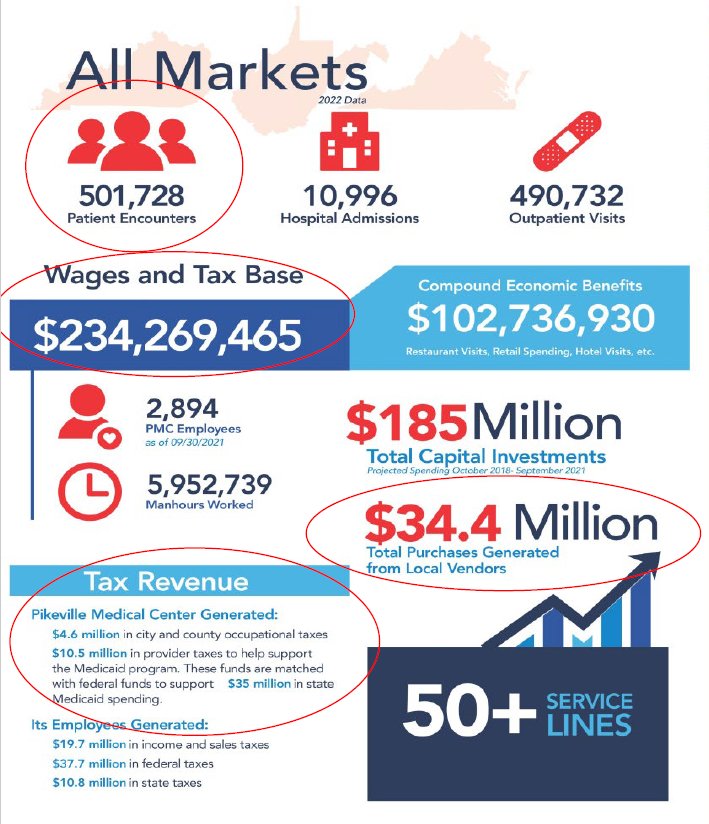 All Markets
2022 Data
501,728
Patient Encounters
10,996
Hospital Admissions
490,732
Outpatient Visits
Wages and Tax Base
$234,269,465
Compound Economic Benefits
$102,736,930
Restaurant Visits, Retail Spending, Hotel Visits, etc.
2,894
PMC Employees
as of 09/30/2021
5,952,739
Manhours Worked
$185 Million
Total Capital Investments
Projected Spending October 2018- September 2021
$34.4 Million
Total Purchases Generated
from Local Vendors
Tax Revenue
Pikeville Medical Center Generated:
$4.6 million in city and county occupational taxes
$10.5 million in provider taxes to help support
the Medicaid program. These funds are matched
with federal funds to support $35 million in state
Medicaid spending.
Its Employees Generated:
$19.7 million in income and sales taxes
$37.7 million in federal taxes
$10.8 million in state taxes
50+ SERVICE
LINES